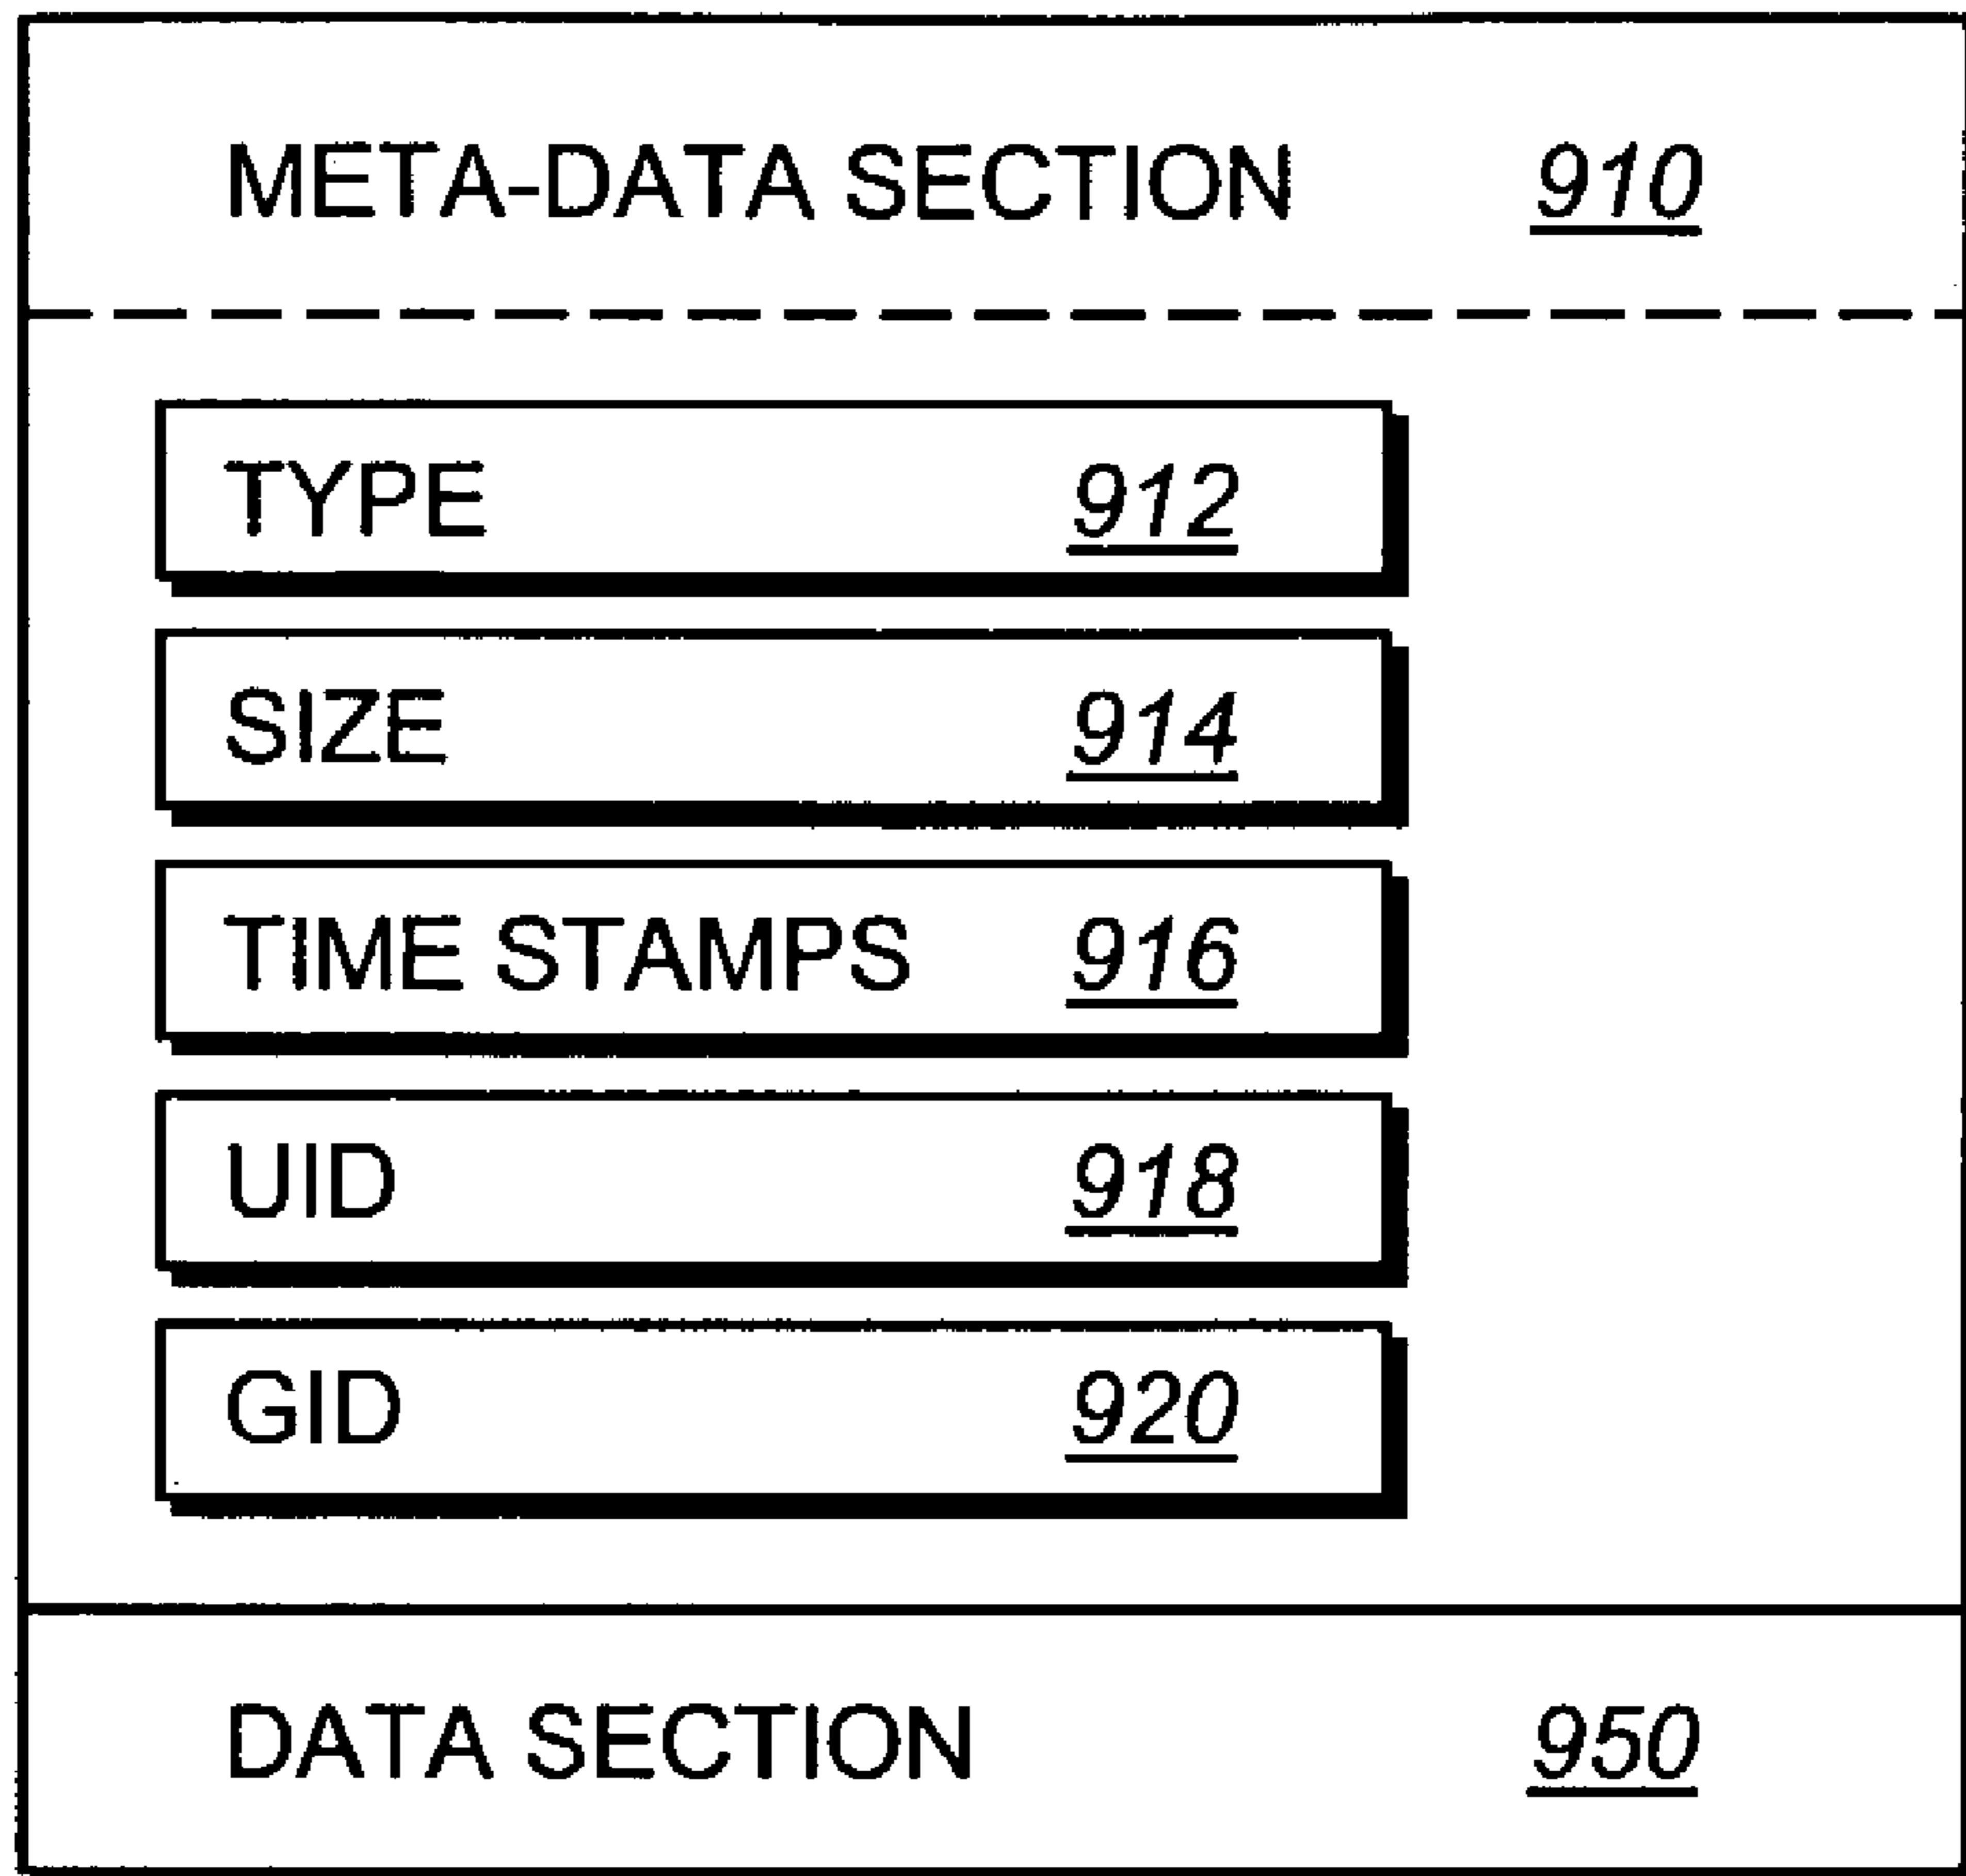 META-DATA SECTION 910
TYPE 912
SIZE 914
TIME STAMPS 916
UID 918
GID 920
DATA SECTION 950